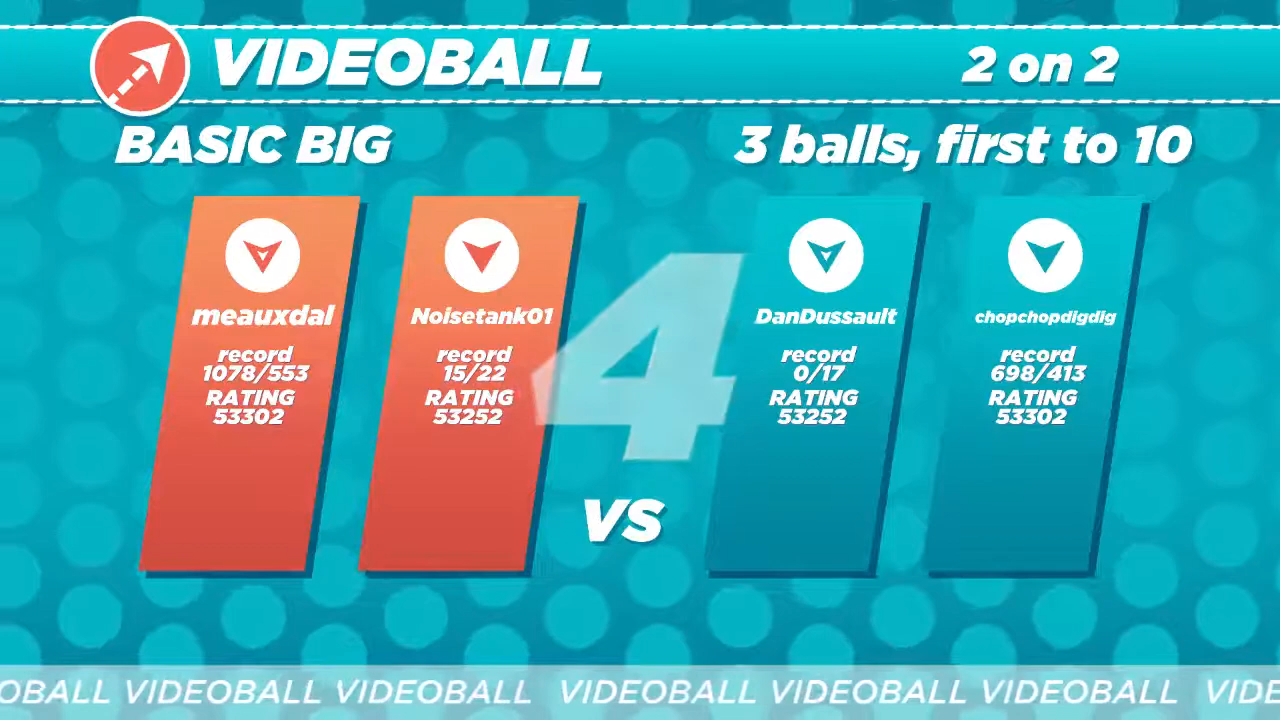 VIDEOBALL
2 on 2
BASIC BIG
3 balls, first to 10
meauxdal
record
1078/553
RATING
53302
Noisetank01
record
15/22
RATING
53252
4
VS
DanDussault
record
0/17
RATING
53252
chopchopdigdig
record
698/413
RATING
53302
OBALL VIDEOBALL VIDEOBALL VIDEOBALL VIDEOBALL VIDEOBALL VIDE